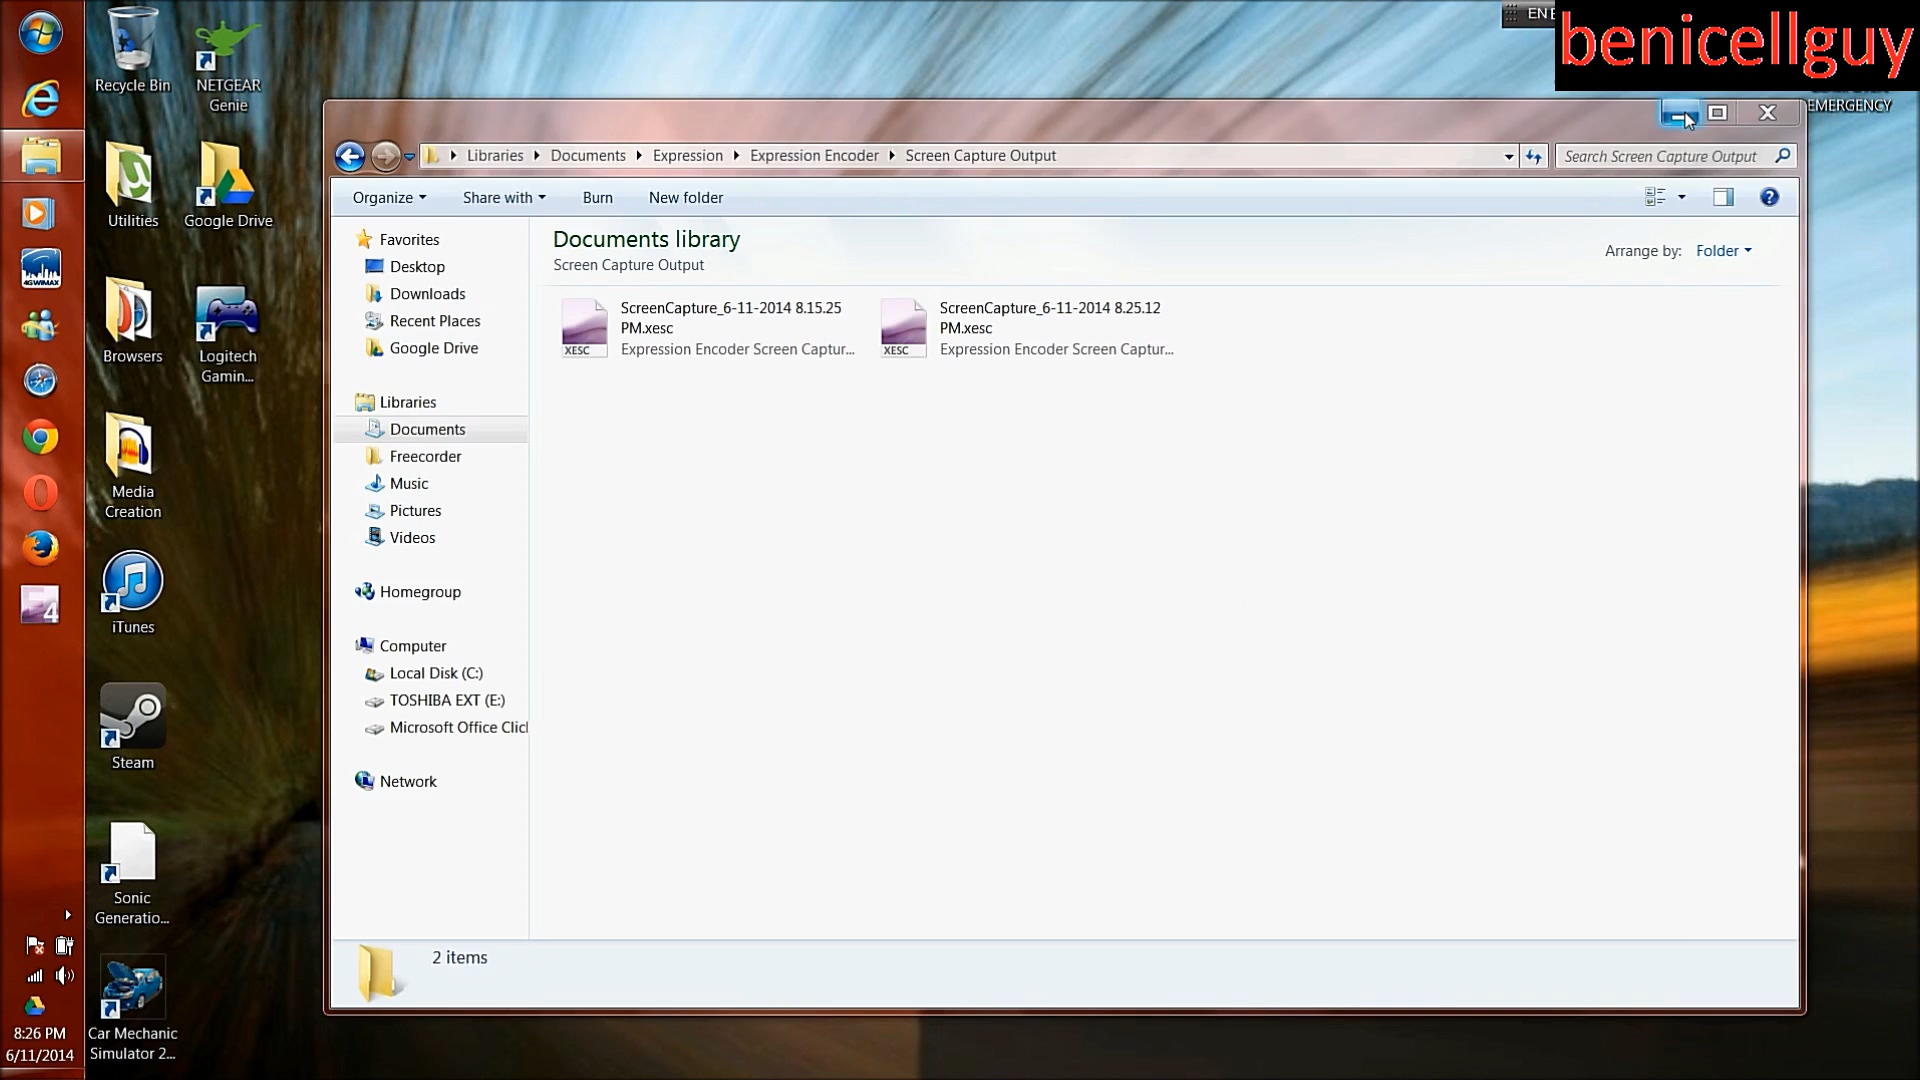 EN
benicellguy
EMERGENCY
Recycle Bin
NETGEAR
Genie
Utilities
Google Drive
Browsers
Logitech
Gamin...
Media
Creation
iTunes
Steam
Sonic
Generatio...
Car Mechanic
Simulator 2...
4GWiMAX
4
8:26 PM
6/11/2014
Libraries
Documents
Expression
Expression Encoder
Screen Capture Output
Search Screen Capture Output
Organize
Share with
Burn
New folder
Favorites
Desktop
Downloads
Recent Places
Google Drive
Libraries
Documents
Freecorder
Music
Pictures
Videos
Homegroup
Computer
Local Disk (C:)
TOSHIBA EXT (E:)
Microsoft Office Clic
Network
Documents library
Screen Capture Output
Arrange by: Folder
XESC
ScreenCapture_6-11-2014 8.15.25
PM.xesc
Expression Encoder Screen Captur...
XESC
ScreenCapture_6-11-2014 8.25.12
PM.xesc
Expression Encoder Screen Captur...
2 items